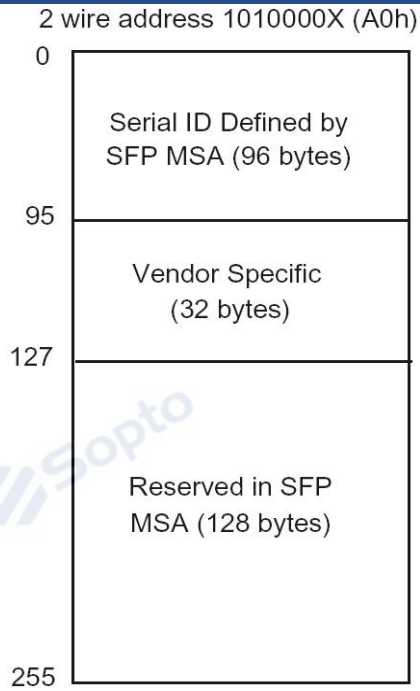 2 wire address 1010000X (A0h)
0
Serial ID Defined by
SFP MSA (96 bytes)
95
Vendor Specific
(32 bytes)
127
Sopto
Reserved in SFP
MSA (128 bytes)
255